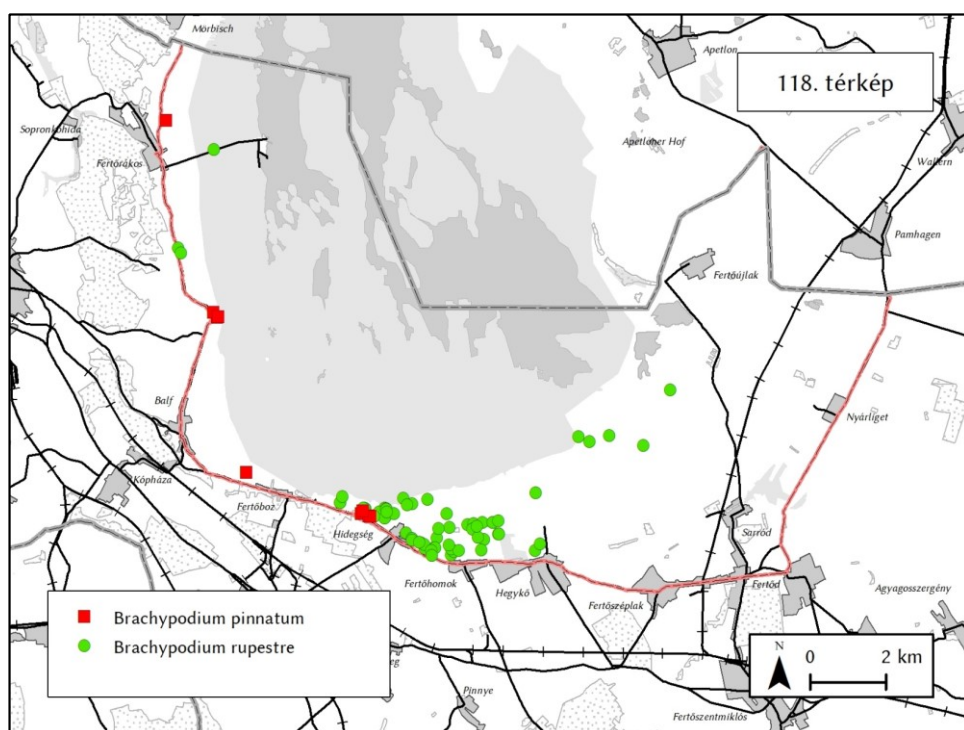 Mörbisch
Apetlon
118. térkép
Sopronkőhida
Fertőrákos
Apetloner Hof
Wallern
Pamhagen
Fertőújlak
Balf
Nyárliget
Kópháza
Fertőboz
Hidegség
Sarród
Fertőhomok
Hegykő
Fertőszéplak
Fertőd
Agyagosszergény
Brachypodium pinnatum
Brachypodium rupestre
eg
Pinnye
N
0 2 km
Fertőszentmiklós